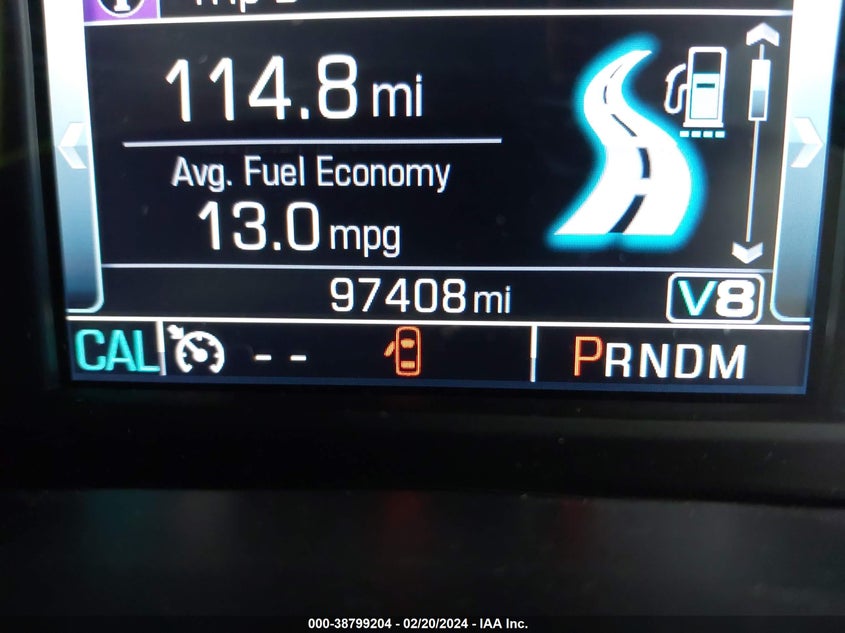 114.8 mi
Avg. Fuel Economy
13.0 mpg
97408 mi V8
CAL -- PRNDM
000-38799204 - 02/20/2024 - IAA Inc.